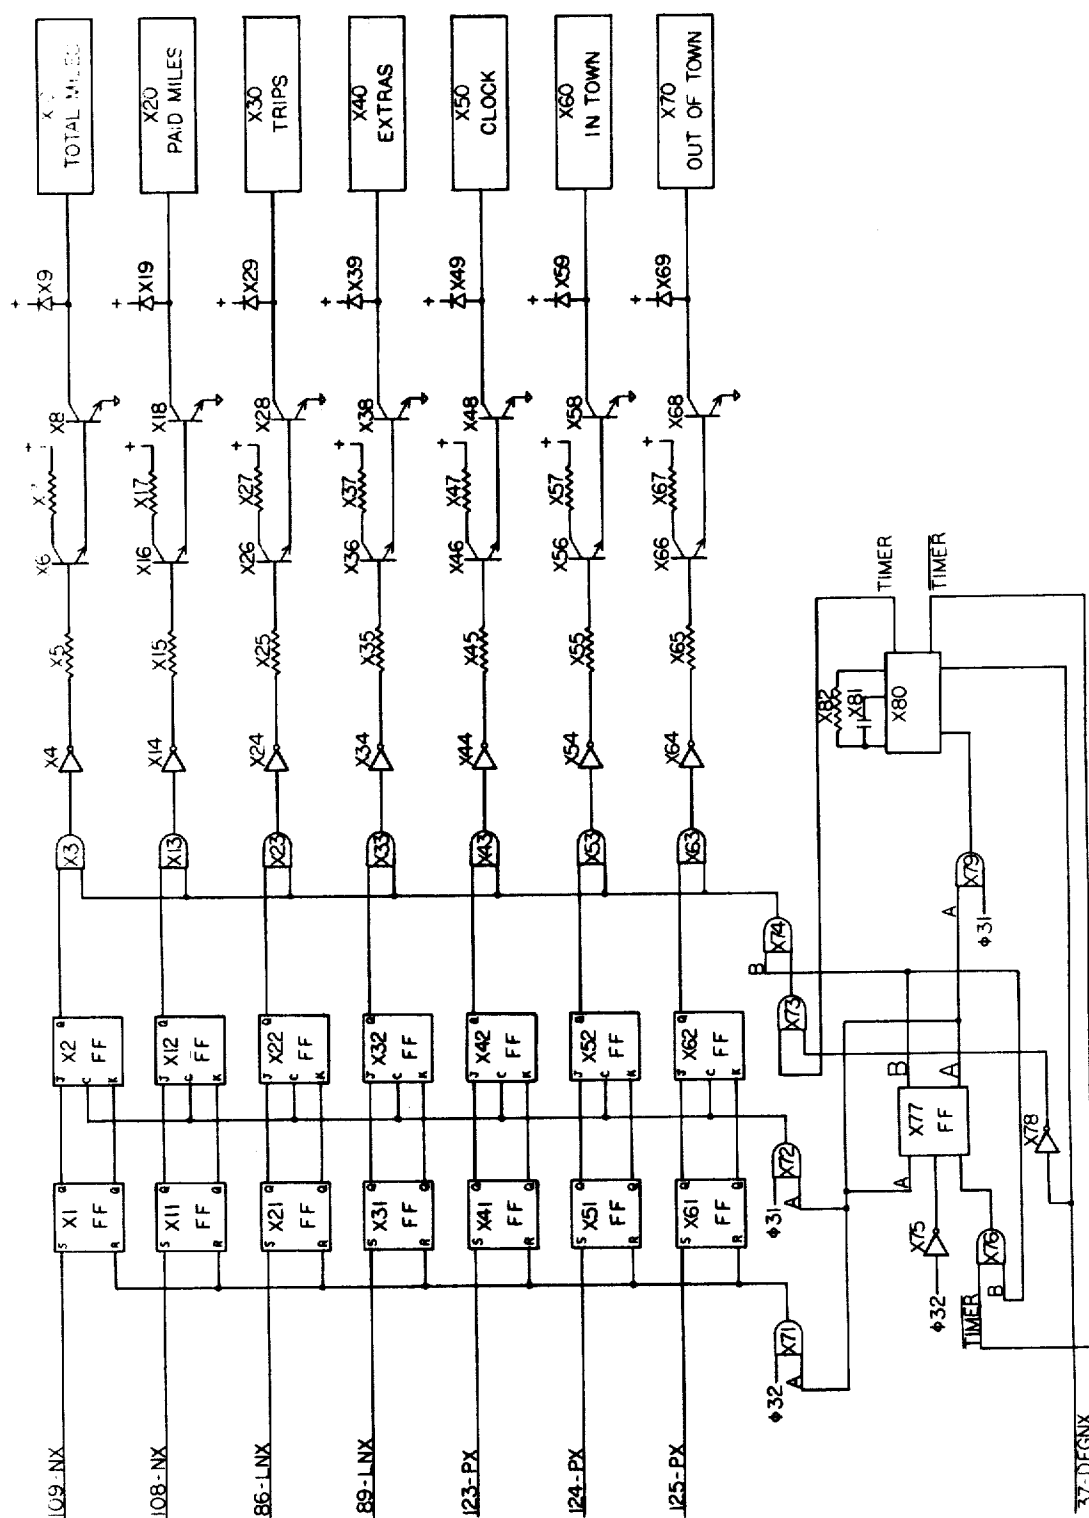 X20
PAID MILES
X30
TRIPS
X40
EXTRAS
X50
CLOCK
X60
IN TOWN
X70
OUT OF TOWN
TOTAL MILES
+ X9
+ X19
+ X29
+ X39
+ X49
+ X59
+ X69
X8 X18 X28 X38 X48 X58 X68
+ + + + + + +
X17 X27 X37 X47 X57 X67
X6 X16 X26 X36 X46 X56 X66
X5 X15 X25 X35 X45 X55 X65
X4 X14 X24 X34 X44 X54 X64
X3 X13 X23 X33 X43 X53 X63
TIMER
TIMER
X82
X81
X80
X79
A
φ31
X74
B
X73
Q Q Q Q Q Q Q
X2 FF X12 FF X22 FF X32 FF X42 FF X52 FF X62 FF
J C K J C K J C K J C K J C K J C K J C K
X72
φ31
A
B
A
X77
FF
A
X78
X75
φ32
X76
B
TIMER
Q Q Q Q Q Q Q Q Q Q Q Q Q Q
X1 FF X11 FF X21 FF X31 FF X41 FF X51 FF X61 FF
S R S R S R S R S R S R S R
X71
φ32
A
109-NX
108-NX
86-LNX
89-LNX
123-PX
124-PX
125-PX
37-DFGNX